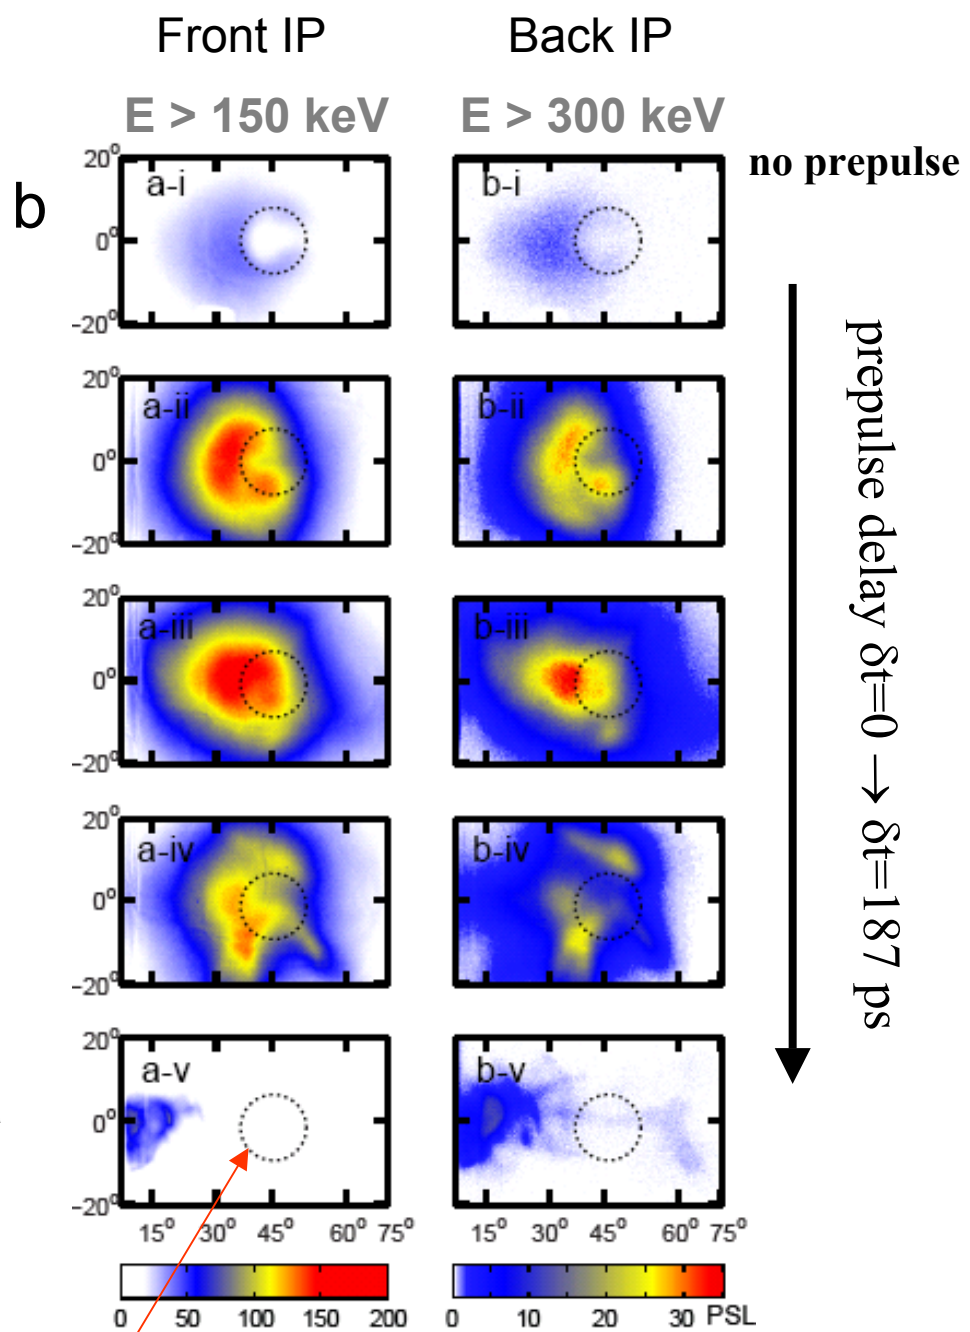 Front IP
Back IP
E > 150 keV
E > 300 keV
b
no prepulse
20°
a-i
b-i
0°
−20°
20°
a-ii
b-ii
0°
−20°
20°
a-iii
b-iii
0°
−20°
20°
a-iv
b-iv
0°
−20°
20°
a-v
b-v
0°
−20°
prepulse delay δt=0 → δt=187 ps
15° 30° 45° 60° 75°
15° 30° 45° 60° 75°
0 50 100 150 200
0 10 20 30 PSL